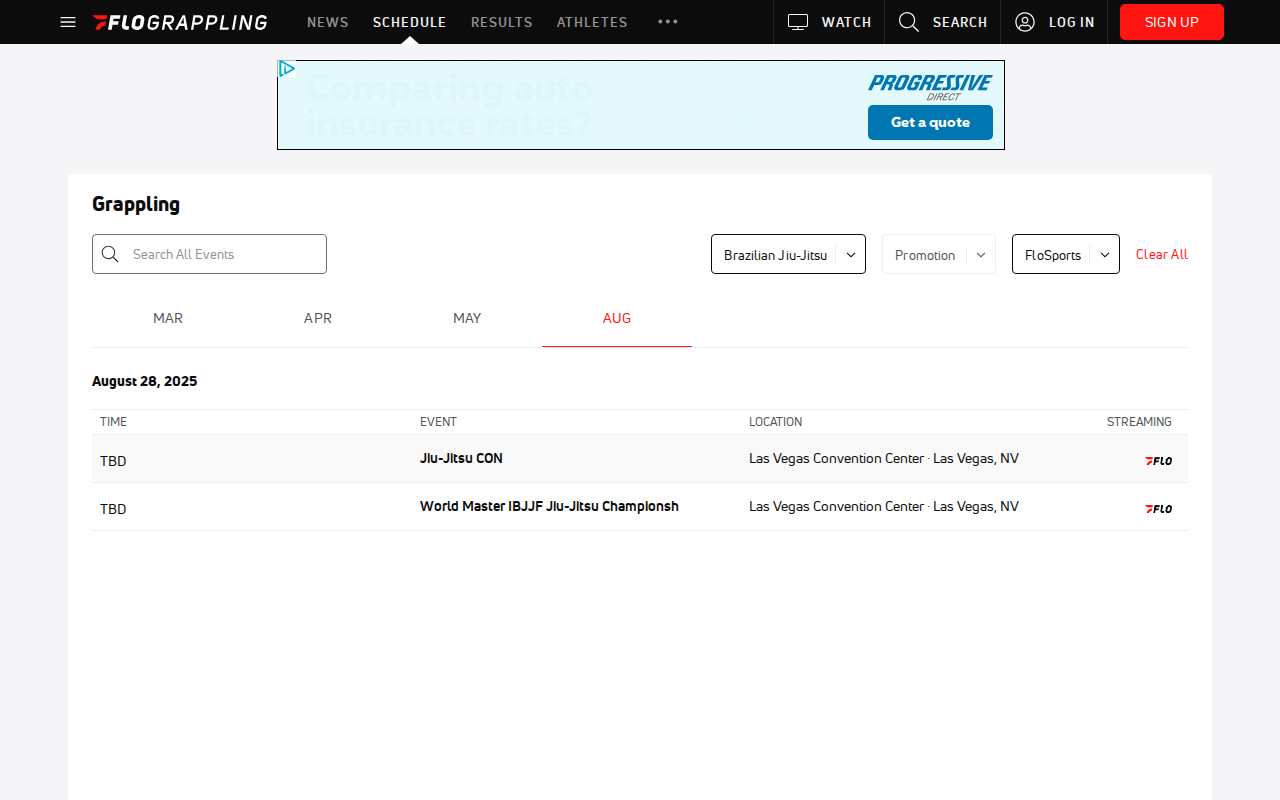 FLOGRAPPLING
NEWS
SCHEDULE
RESULTS
ATHLETES
WATCH
SEARCH
LOG IN
SIGN UP
Comparing auto
insurance rates?
PROGRESSIVE
DIRECT
Get a quote
Grappling
Search All Events
Brazilian Jiu-Jitsu
Promotion
FloSports
Clear All
MAR
APR
MAY
AUG
August 28, 2025
TIME EVENT LOCATION STREAMING
TBD Jiu-Jitsu CON Las Vegas Convention Center · Las Vegas, NV FLO
TBD World Master IBJJF Jiu-Jitsu Championsh Las Vegas Convention Center · Las Vegas, NV FLO